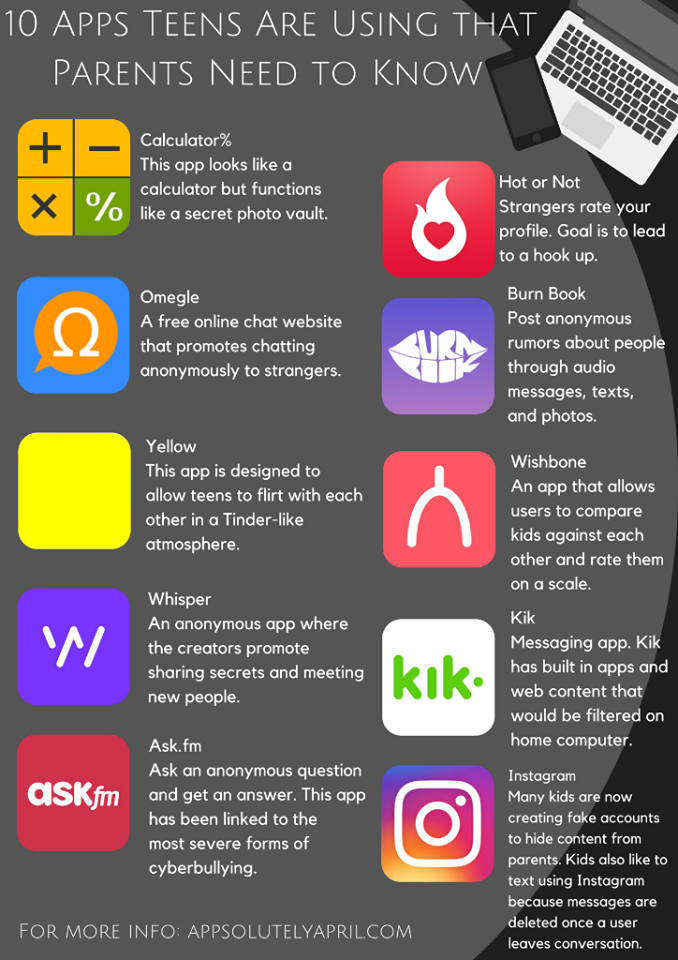 10 Apps Teens Are Using that
Parents Need to Know
+ −
× %
Calculator%
This app looks like a
calculator but functions
like a secret photo vault.
Ω
Omegle
A free online chat website
that promotes chatting
anonymously to strangers.
Yellow
This app is designed to
allow teens to flirt with each
other in a Tinder-like
atmosphere.
W
Whisper
An anonymous app where
the creators promote
sharing secrets and meeting
new people.
ASKfm
Ask.fm
Ask an anonymous question
and get an answer. This app
has been linked to the
most severe forms of
cyberbullying.
Hot or Not
Strangers rate your
profile. Goal is to lead
to a hook up.
BURN
BOOK
Burn Book
Post anonymous
rumors about people
through audio
messages, texts,
and photos.
Wishbone
An app that allows
users to compare
kids against each
other and rate them
on a scale.
kik·
Kik
Messaging app. Kik
has built in apps and
web content that
would be filtered on
home computer.
Instagram
Many kids are now
creating fake accounts
to hide content from
parents. Kids also like to
text using Instagram
because messages are
deleted once a user
leaves conversation.
For more info: appsolutelyapril.com